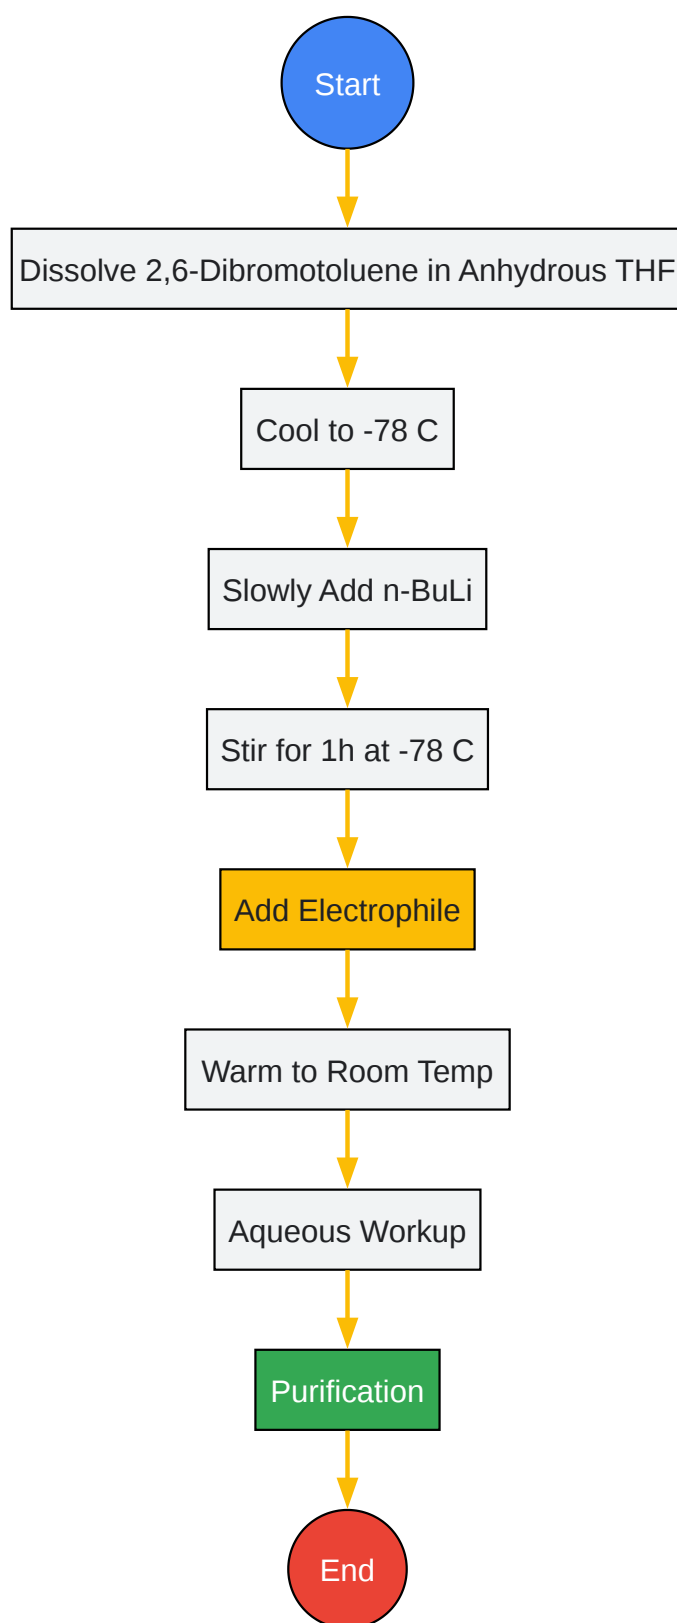 Start
Dissolve 2,6-Dibromotoluene in Anhydrous THF
Cool to -78 C
Slowly Add n-BuLi
Stir for 1h at -78 C
Add Electrophile
Warm to Room Temp
Aqueous Workup
Purification
End